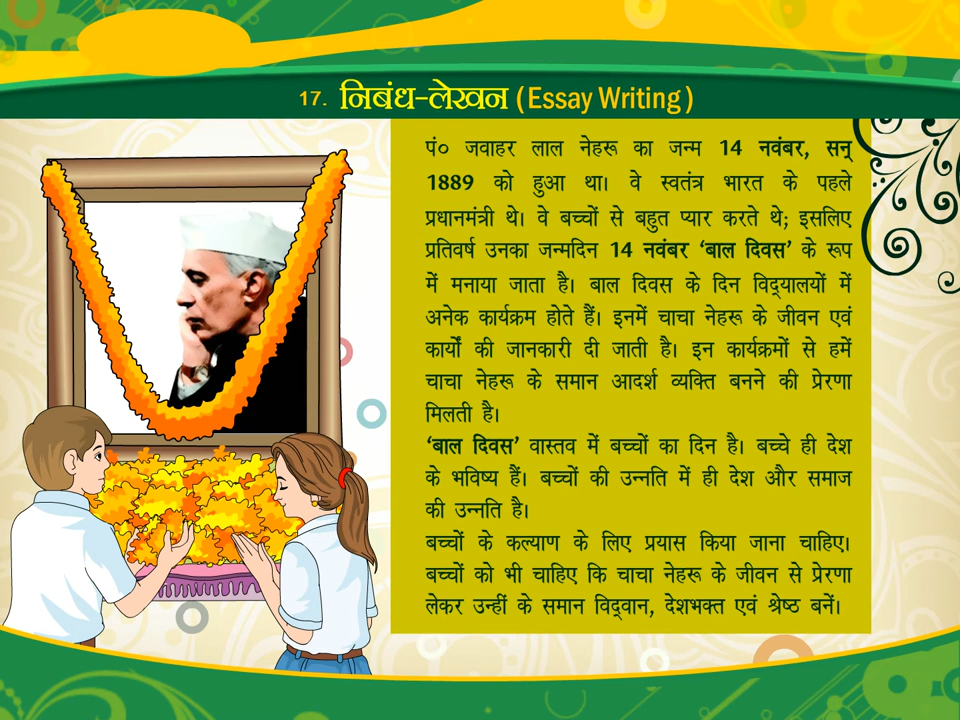 17. निबंध-लेखन (Essay Writing)
पं० जवाहर लाल नेहरू का जन्म 14 नवंबर, सन्
1889 को हुआ था। वे स्वतंत्र भारत के पहले
प्रधानमंत्री थे। वे बच्चों से बहुत प्यार करते थे; इसलिए
प्रतिवर्ष उनका जन्मदिन 14 नवंबर ‘बाल दिवस’ के रूप
में मनाया जाता है। बाल दिवस के दिन विद्‌यालयों में
अनेक कार्यक्रम होते हैं। इनमें चाचा नेहरू के जीवन एवं
कार्यों की जानकारी दी जाती है। इन कार्यक्रमों से हमें
चाचा नेहरू के समान आदर्श व्यक्ति बनने की प्रेरणा
मिलती है।
‘बाल दिवस’ वास्तव में बच्चों का दिन है। बच्चे ही देश
के भविष्य हैं। बच्चों की उन्नति में ही देश और समाज
की उन्नति है।
बच्चों के कल्याण के लिए प्रयास किया जाना चाहिए।
बच्चों को भी चाहिए कि चाचा नेहरू के जीवन से प्रेरणा
लेकर उन्हीं के समान विद्‌वान, देशभक्त एवं श्रेष्ठ बनें।